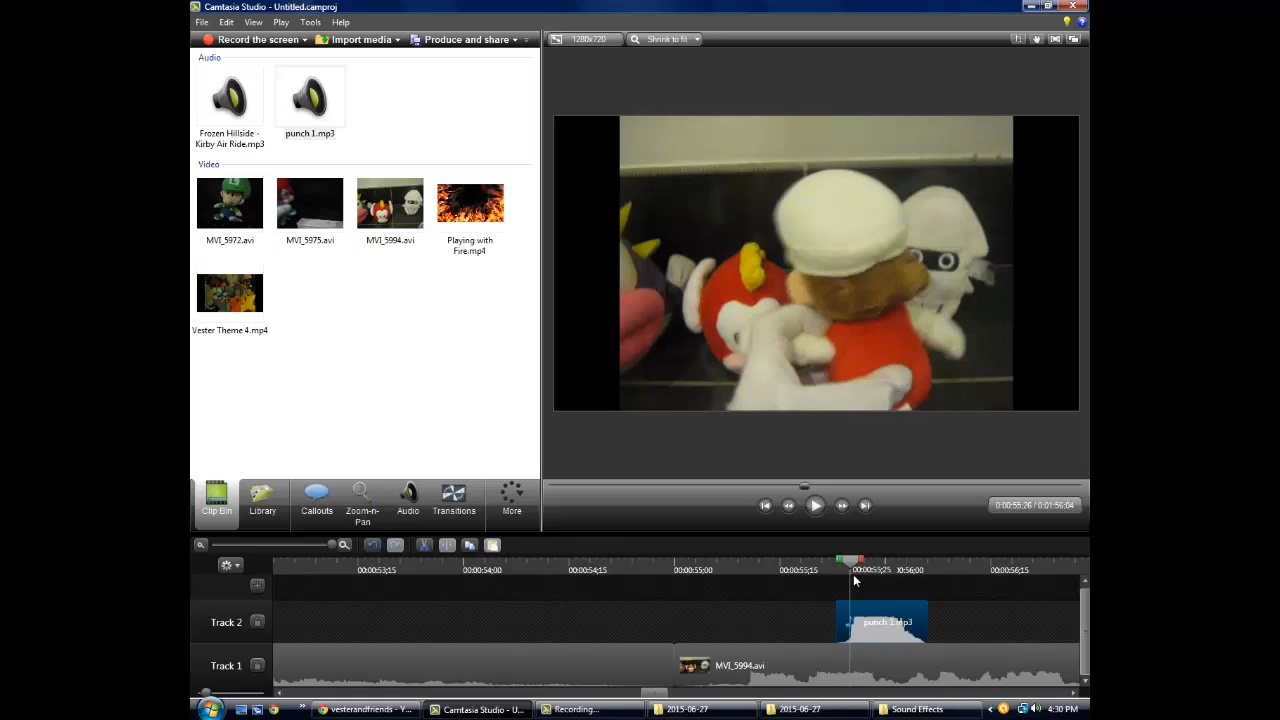 Camtasia Studio - Untitled.camproj
File Edit View Play Tools Help
Record the screen Import media Produce and share
1280x720 Shrink to fit
Audio
Frozen Hillside -
Kirby Air Ride.mp3
punch 1.mp3
Video
MVI_5972.avi
MVI_5975.avi
MVI_5994.avi
Playing with
Fire.mp4
Vester Theme 4.mp4
Clip Bin
Library
Callouts
Zoom-n-
Pan
Audio
Transitions
More
0:00:55;26 / 0:01:56;04
00:00:53;15 00:00:54;00 00:00:54;15 00:00:55;00 00:00:55;15 00:00:55;25 00:56:00 00:00:56;15
Track 2
punch 1.mp3
Track 1
MVI_5994.avi
vesterandfriends - Y...
Camtasia Studio - U...
Recording...
2015-06-27
2015-06-27
Sound Effects
4:30 PM